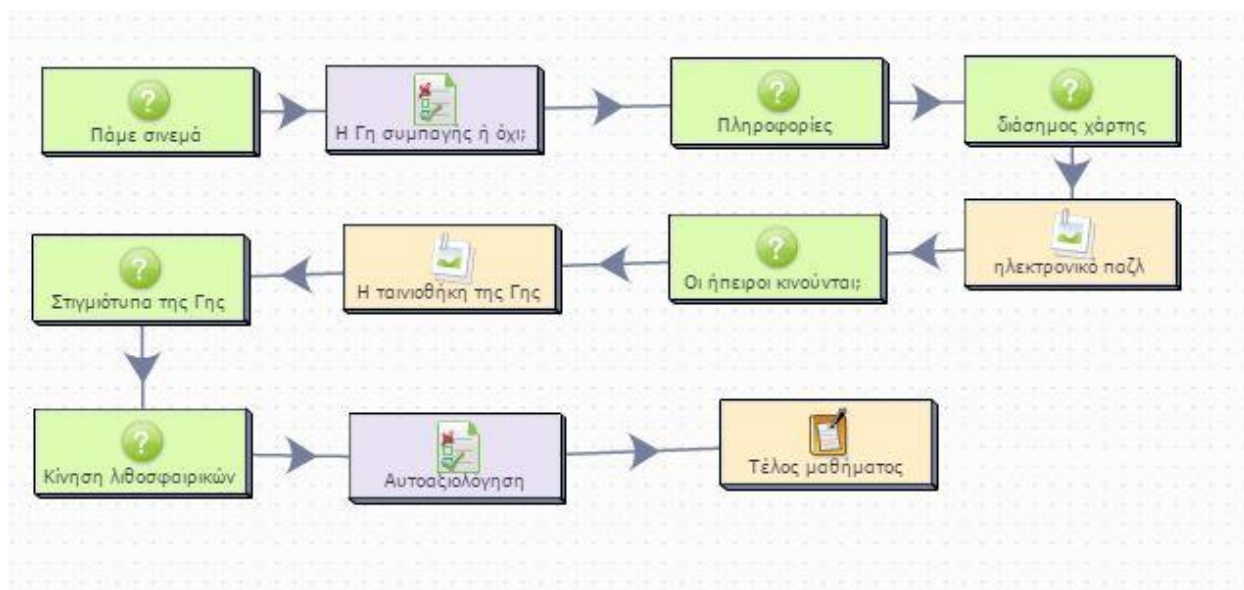 Πάμε σινεμά
Η Γη συμπαγής ή όχι;
Πληροφορίες
διάσημος χάρτης
ηλεκτρονικό παζλ
Οι ήπειροι κινούνται;
Η ταινιοθήκη της Γης
Στιγμιότυπα της Γης
Κίνηση λιθοσφαιρικών
Αυτοαξιολόγηση
Τέλος μαθήματος